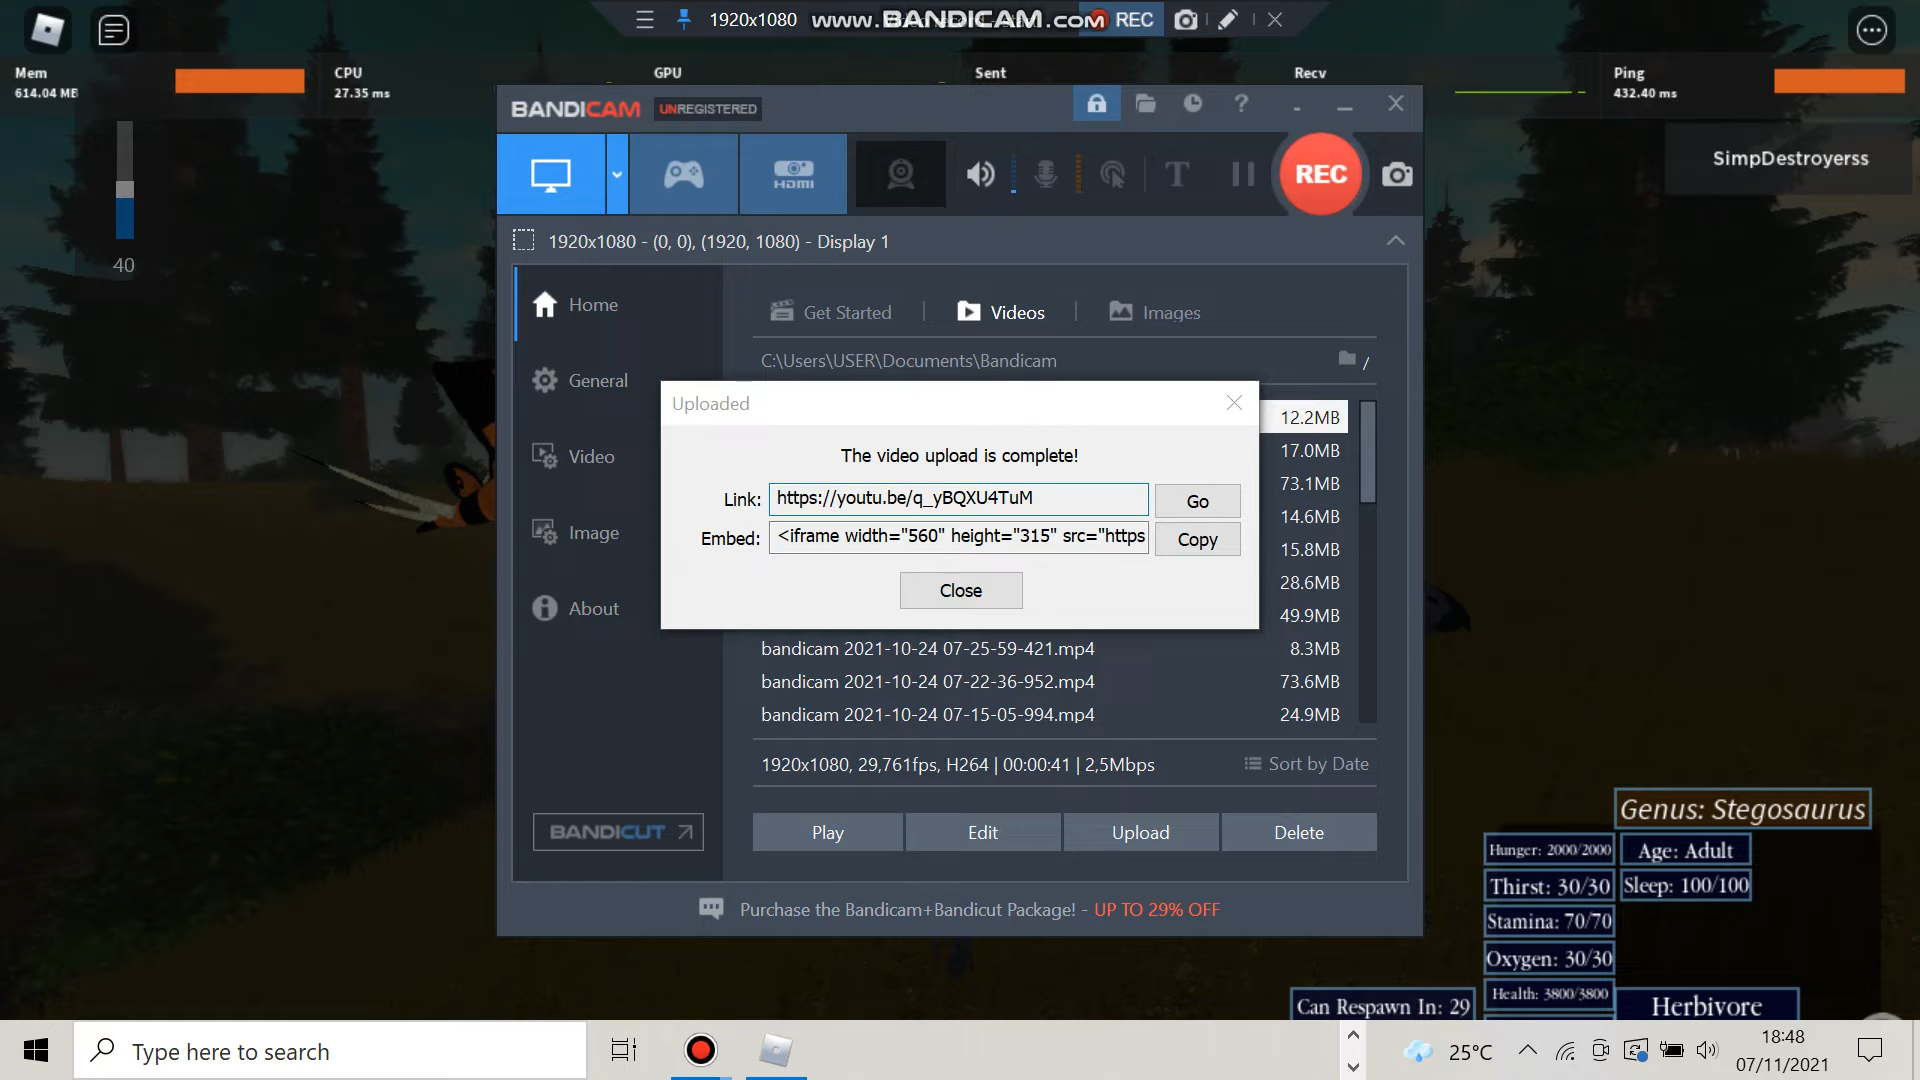 1920x1080 www.BANDICAM.com REC
Mem
614.04 MB
CPU
27.35 ms
GPU
Sent
Recv
Ping
432.40 ms
BANDICAM UNREGISTERED
?
HDMI
T
REC
SimpDestroyerss
40
1920x1080 - (0, 0), (1920, 1080) - Display 1
Home
General
Video
Image
About
Get Started
Videos
Images
C:\Users\USER\Documents\Bandicam
/
Uploaded
The video upload is complete!
Link: https://youtu.be/q_yBQXU4TuM Go
Embed: <iframe width="560" height="315" src="https Copy
Close
12.2MB
17.0MB
73.1MB
14.6MB
15.8MB
28.6MB
49.9MB
bandicam 2021-10-24 07-25-59-421.mp4 8.3MB
bandicam 2021-10-24 07-22-36-952.mp4 73.6MB
bandicam 2021-10-24 07-15-05-994.mp4 24.9MB
1920x1080, 29,761fps, H264 | 00:00:41 | 2,5Mbps Sort by Date
BANDICUT
Play Edit Upload Delete
Purchase the Bandicam+Bandicut Package! - UP TO 29% OFF
Genus: Stegosaurus
Hunger: 2000/2000 Age: Adult
Thirst: 30/30 Sleep: 100/100
Stamina: 70/70
Oxygen: 30/30
Health: 3800/3800
Can Respawn In: 29
Herbivore
Type here to search
25°C
18:48
07/11/2021